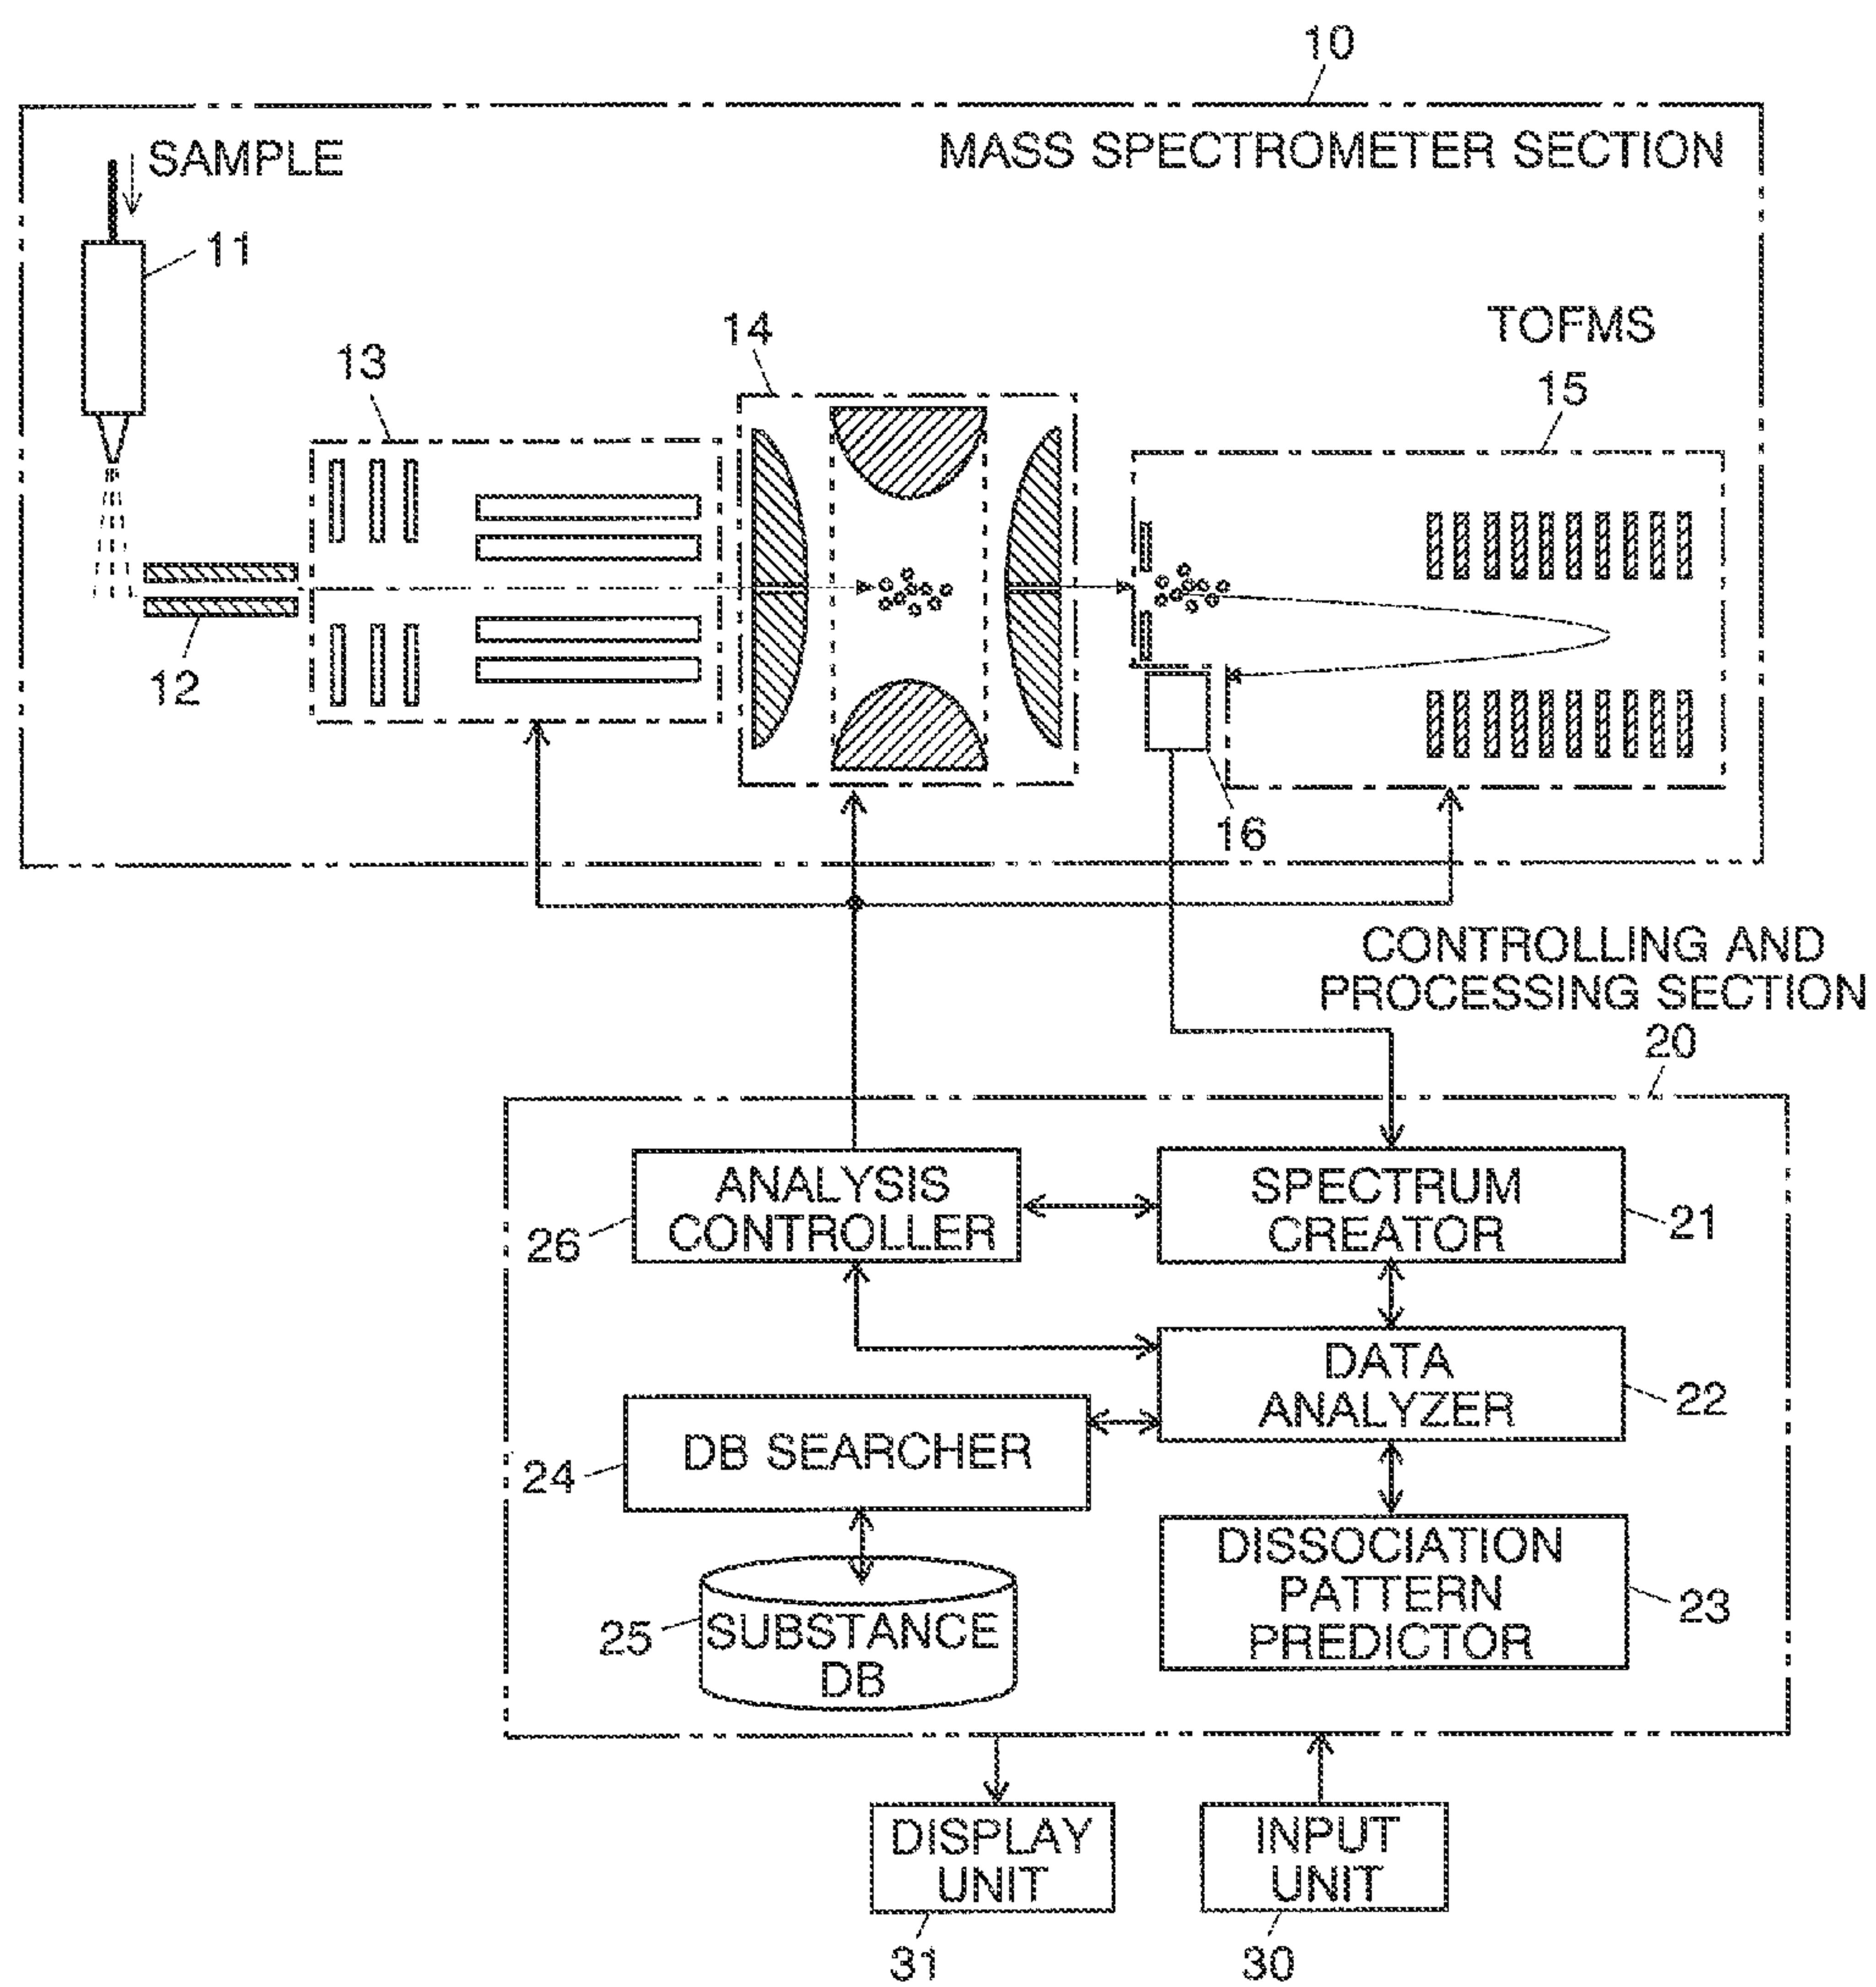 10
MASS SPECTROMETER SECTION
SAMPLE
11
14
TOFMS
13
15
12
16
CONTROLLING AND
PROCESSING SECTION
20
ANALYSIS
CONTROLLER
26
SPECTRUM
CREATOR
21
DATA
ANALYZER
22
DB SEARCHER
24
DISSOCIATION
PATTERN
PREDICTOR
23
SUBSTANCE
DB
25
DISPLAY
UNIT
31
INPUT
UNIT
30